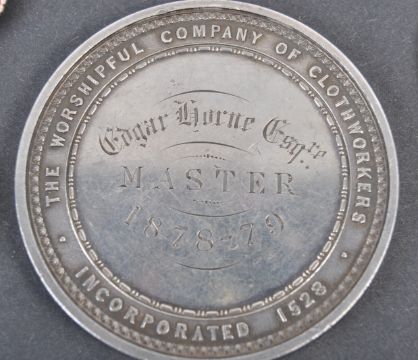 THE WORSHIPFUL COMPANY OF CLOTHWORKERS
INCORPORATED 1528
Edgar Horne Esqre
MASTER
1878-79